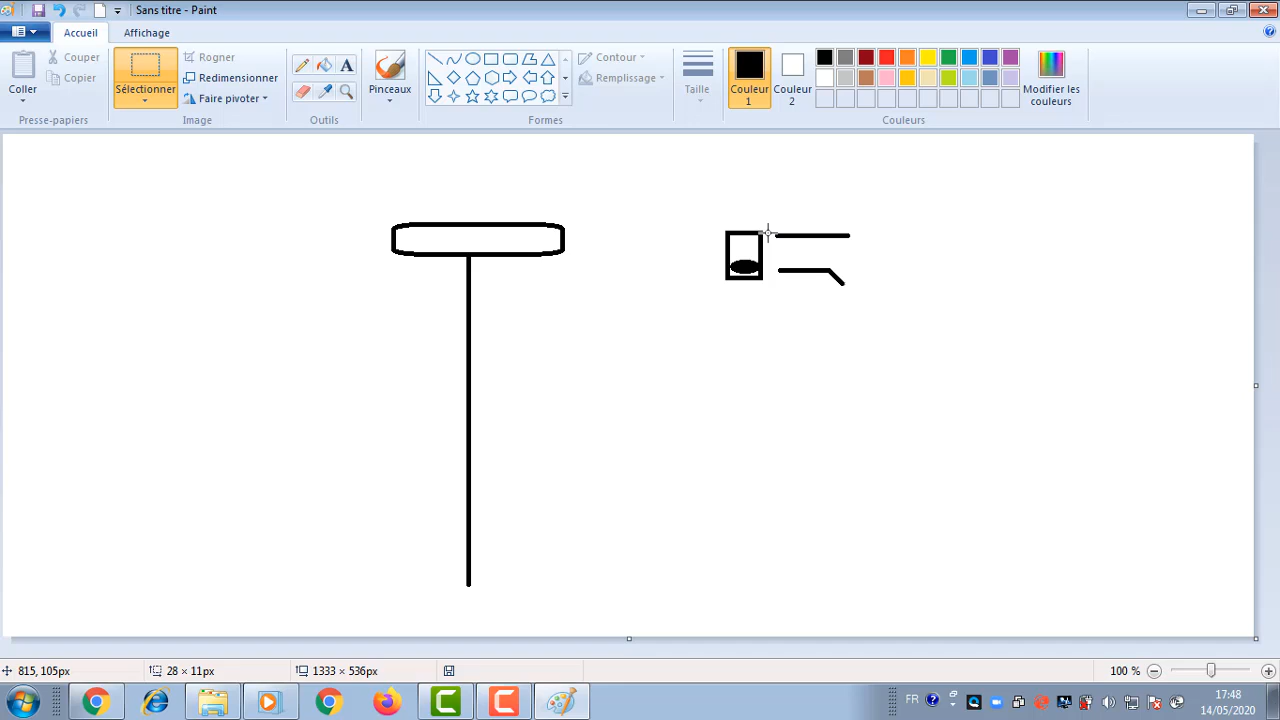 Sans titre - Paint
Accueil
Affichage
Coller
Couper
Copier
Presse-papiers
Sélectionner
Rogner
Redimensionner
Faire pivoter
Image
A
Outils
Pinceaux
Contour
Remplissage
Formes
Taille
Couleur 1
Couleur 2
Modifier les couleurs
Couleurs
815, 105px
28 × 11px
1333 × 536px
100 %
FR
17:48
14/05/2020